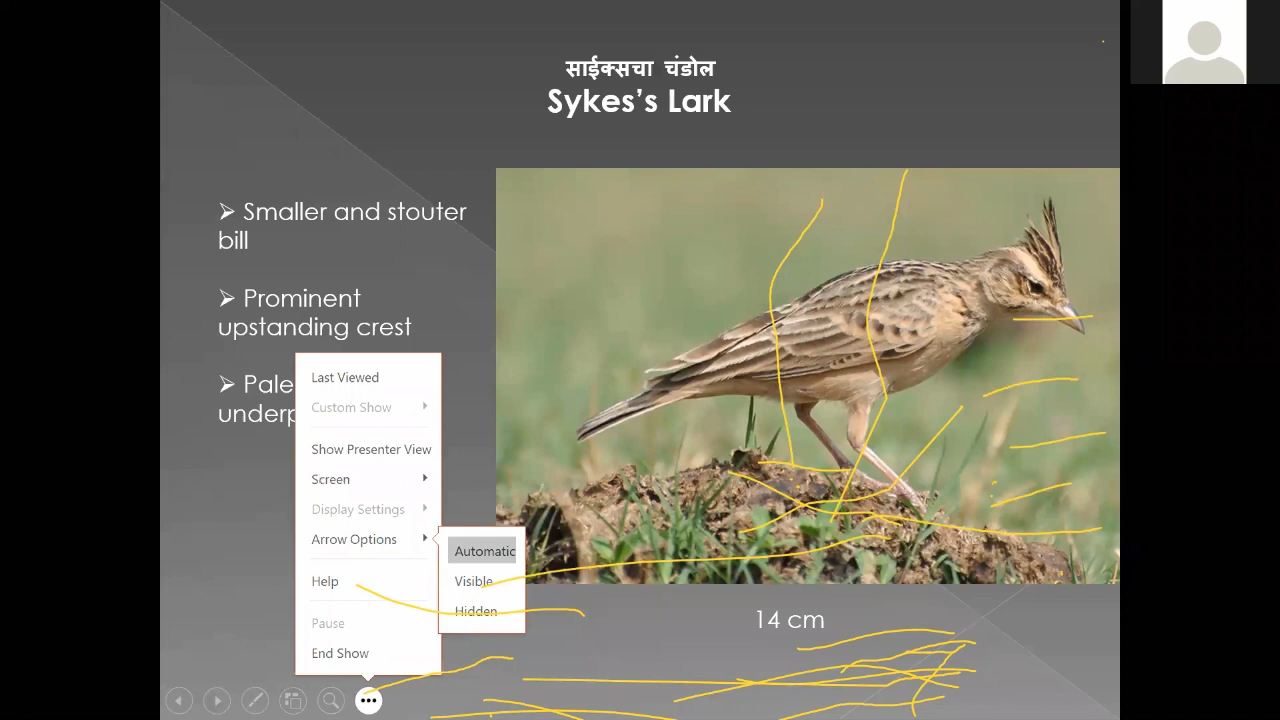 साईक्सचा चंडोल
Sykes’s Lark
➢ Smaller and stouter
bill
➢ Prominent
upstanding crest
➢ Pale
Last Viewed
Custom Show
Show Presenter View
Screen
Display Settings
Arrow Options
Help
Pause
End Show
Automatic
Visible
Hidden
14 cm